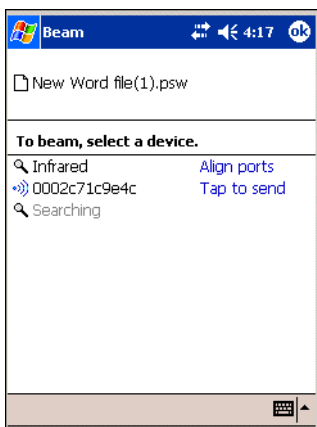 Beam 4:17 ok
New Word file(1).psw
To beam, select a device.
Infrared Align ports
0002c71c9e4c Tap to send
Searching